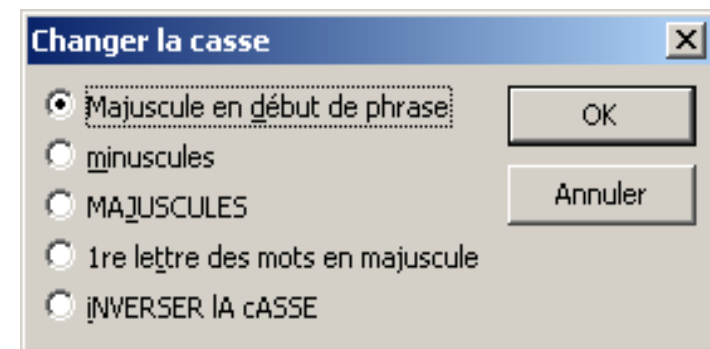 Changer la casse
Majuscule en début de phrase
OK
minuscules
MAJUSCULES
Annuler
1re lettre des mots en majuscule
iNVERSER lA cASSE